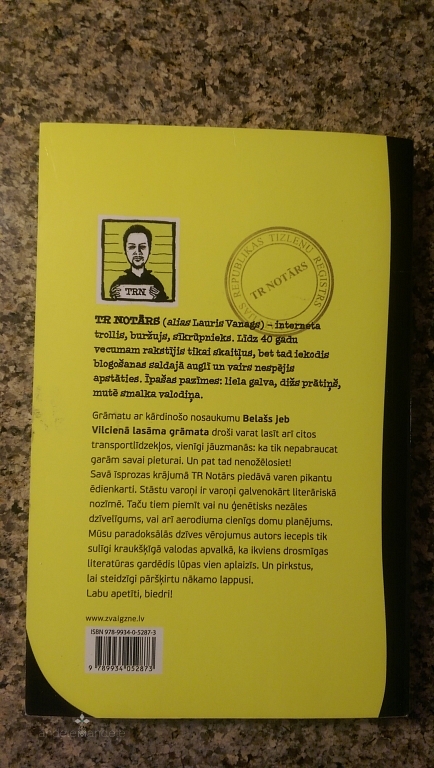 TRN
REPUBLIKAS TIZLEŅU REĢISTRS
TR NOTĀRS
TR NOTĀRS (alias Lauris Vanags) – interneta
trollis, buržujs, sīkrūpnieks. Līdz 40 gadu
vecumam rakstījis tikai skaitļus, bet tad iekodis
blogošanas saldajā auglī un vairs nespējis
apstāties. Īpašas pazīmes: liela galva, dižs prātiņš,
mutē smalka valodiņa.
Grāmatu ar kārdinošo nosaukumu Belašs jeb
Vilcienā lasāma grāmata droši varat lasīt arī citos
transportlīdzekļos, vienīgi jāuzmanās: ka tik nepabraucat
garām savai pieturai. Un pat tad nenožēlosiet!
Savā īsprozas krājumā TR Notārs piedāvā varen pikantu
ēdienkarti. Stāstu varoņi ir varoņi galvenokārt literāriskā
nozīmē. Taču tiem piemīt vai nu ģenētisks nezāles
dzīvelīgums, vai arī aerodiuma cienīgs domu planējums.
Mūsu paradoksālās dzīves vērojumus autors iecepis tik
sulīgi kraukšķīgā valodas apvalkā, ka ikviens drosmīgas
literatūras gardēdis lūpas vien aplaizīs. Un pirkstus,
lai steidzīgi pāršķirtu nākamo lappusi.
Labu apetīti, biedri!
www.zvaigzne.lv
ISBN 978-9934-0-5287-3
9 789934 052873